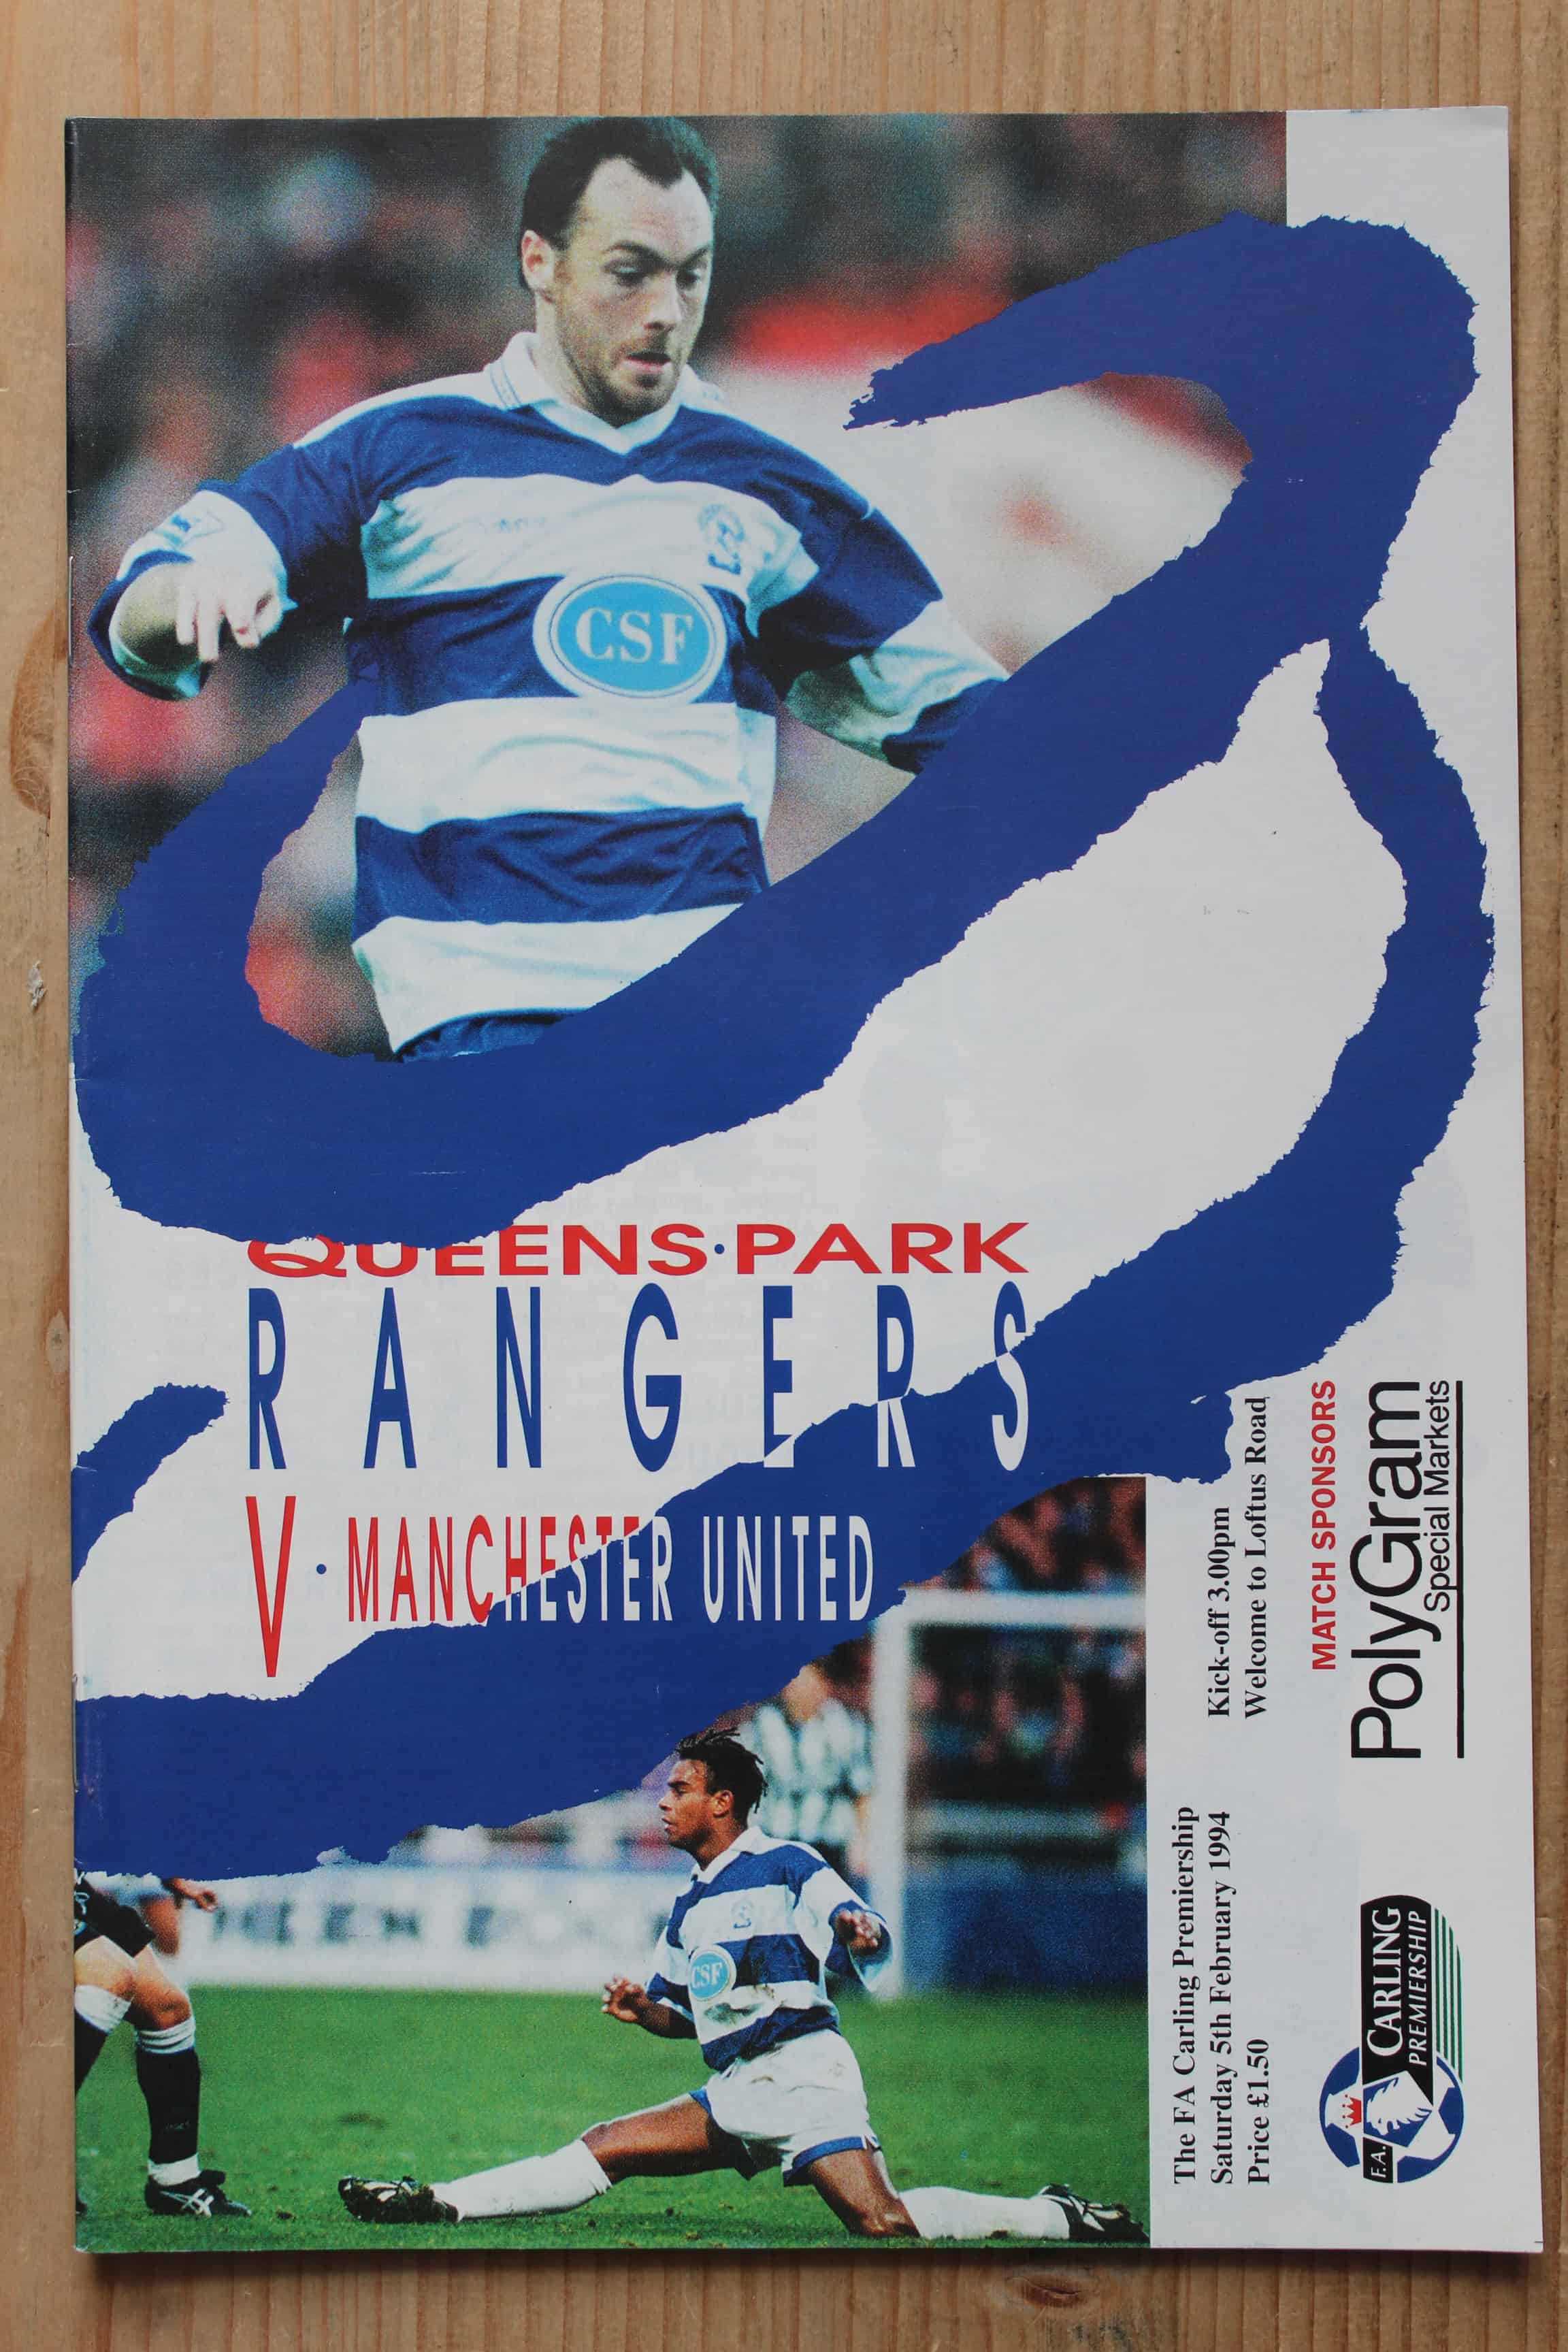 CSF
QUEENS·PARK
RANGERS
V·MANCHESTER UNITED
CSF
The FA Carling Premiership
Saturday 5th February 1994
Price £1.50
Kick-off 3.00pm
Welcome to Loftus Road
MATCH SPONSORS
PolyGram
Special Markets
F.A.
CARLING
PREMIERSHIP